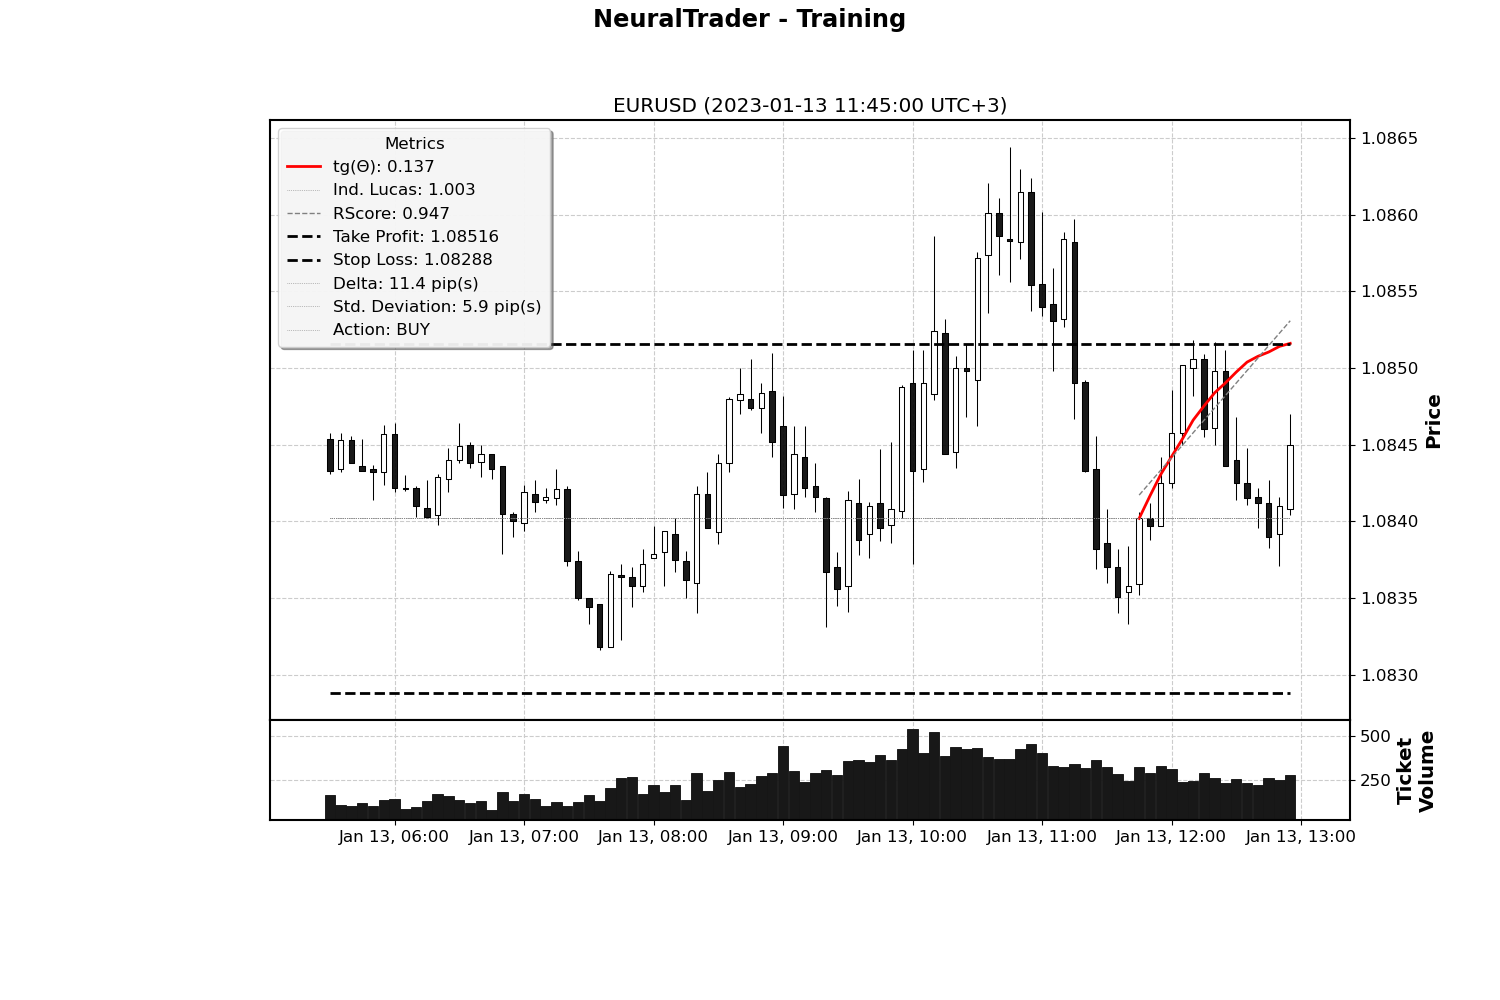 NeuralTrader - Training
EURUSD (2023-01-13 11:45:00 UTC+3)
Metrics
tg(Θ): 0.137
Ind. Lucas: 1.003
RScore: 0.947
Take Profit: 1.08516
Stop Loss: 1.08288
Delta: 11.4 pip(s)
Std. Deviation: 5.9 pip(s)
Action: BUY
1.0865
1.0860
1.0855
1.0850
1.0845
1.0840
1.0835
1.0830
Price
500
250
Ticket
Volume
Jan 13, 06:00 Jan 13, 07:00 Jan 13, 08:00 Jan 13, 09:00 Jan 13, 10:00 Jan 13, 11:00 Jan 13, 12:00 Jan 13, 13:00